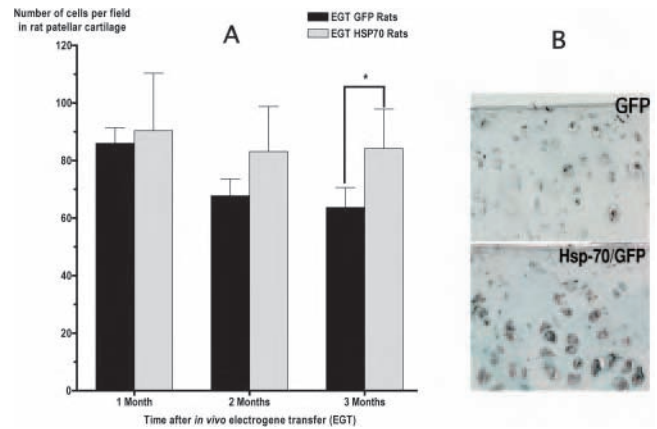 Number of cells per field
in rat patellar cartilage
A
EGT GFP Rats
EGT HSP70 Rats
B
120
100
80
60
40
20
0
*
1 Month
2 Months
3 Months
Time after in vivo electrogene transfer (EGT)
GFP
Hsp-70/GFP